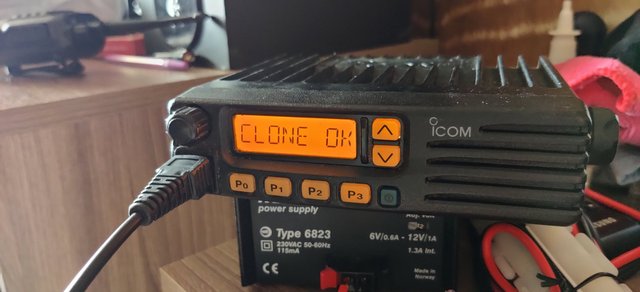 CLONE OK
ICOM
P0
P1
P2
P3
power supply
Type 6823
230VAC 50-60Hz
115mA
6V/0.6A - 12V/1A
1.3A int.
Made in
Norway
CE